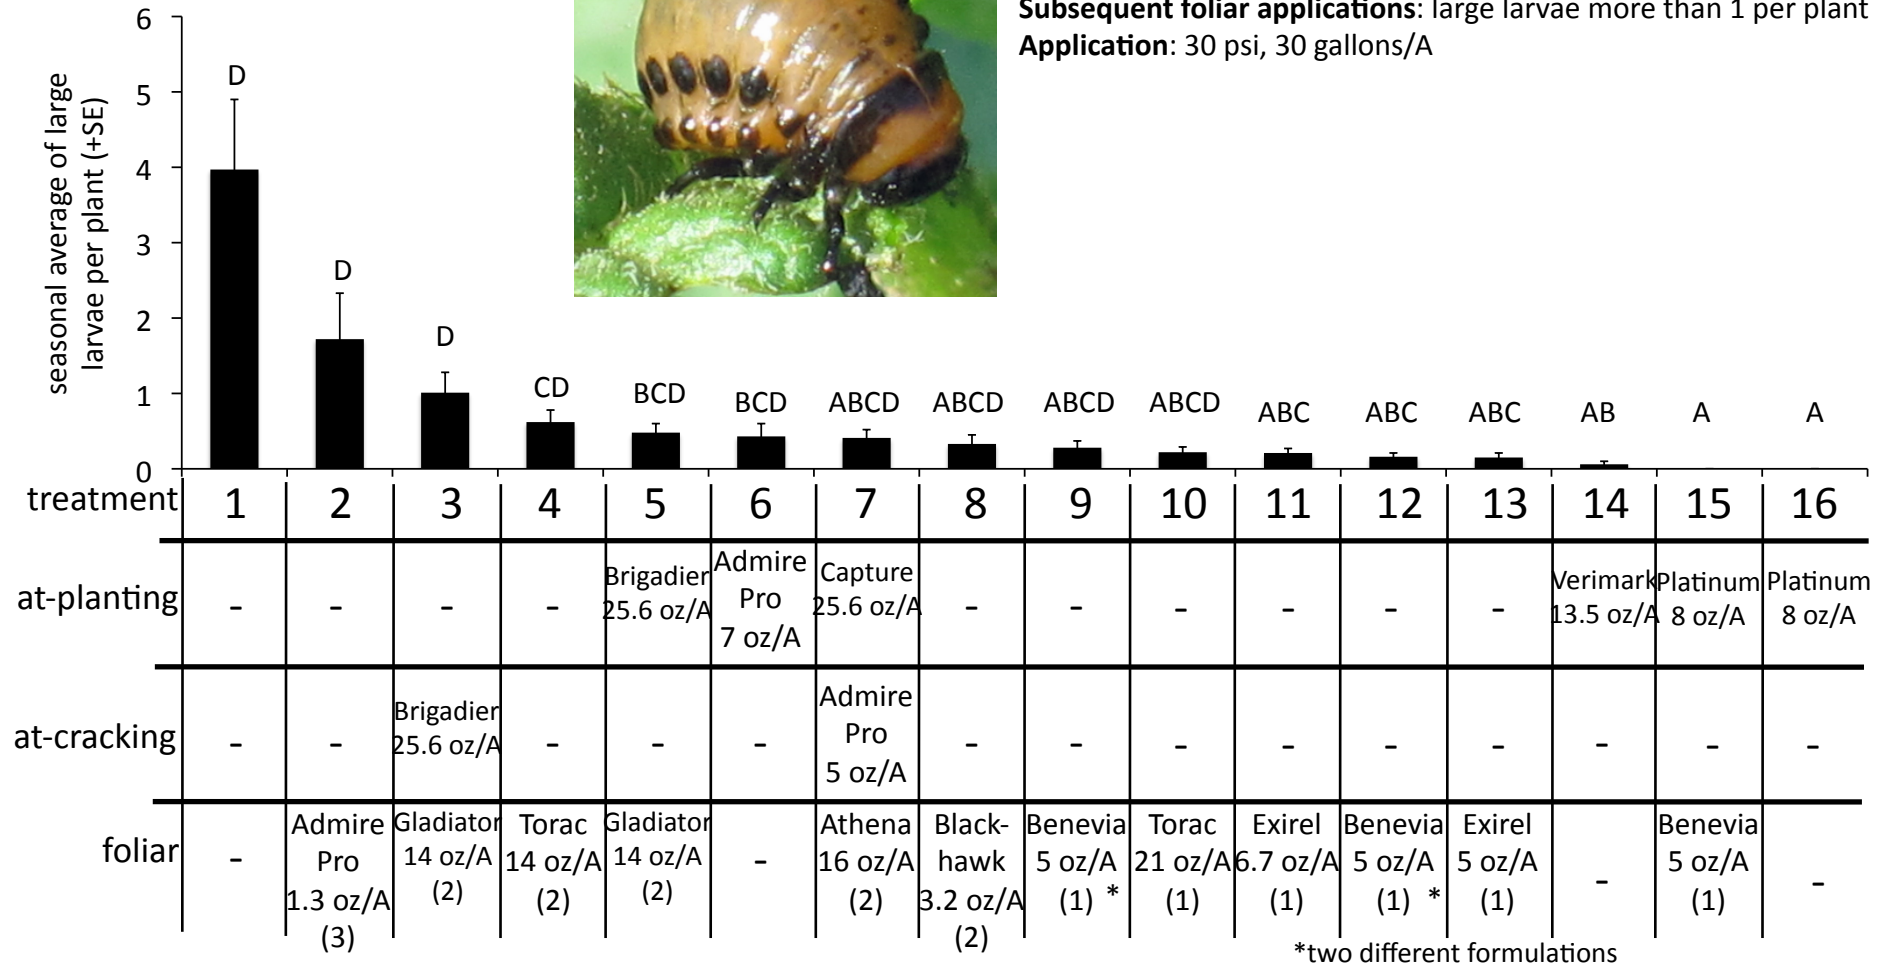 Subsequent foliar applications: large larvae more than 1 per plant
Application: 30 psi, 30 gallons/A
seasonal average of large
larvae per plant (+SE)
6
5
4
3
2
1
0
D
D
D
CD
BCD
BCD
ABCD
ABCD
ABCD
ABCD
ABC
ABC
ABC
AB
A
A
treatment 1 2 3 4 5 6 7 8 9 10 11 12 13 14 15 16
at-planting
-
-
-
-
Brigadier
25.6 oz/A
Admire
Pro
7 oz/A
Capture
25.6 oz/A
-
-
-
-
-
-
Verimark
13.5 oz/A
Platinum
8 oz/A
Platinum
8 oz/A
at-cracking
-
-
Brigadier
25.6 oz/A
-
-
-
Admire
Pro
5 oz/A
-
-
-
-
-
-
-
-
-
foliar
-
Admire
Pro
1.3 oz/A
(3)
Gladiator
14 oz/A
(2)
Torac
14 oz/A
(2)
Gladiator
14 oz/A
(2)
-
Athena
16 oz/A
(2)
Black-
hawk
3.2 oz/A
(2)
Benevia
5 oz/A
(1) *
Torac
21 oz/A
(1)
Exirel
6.7 oz/A
(1)
Benevia
5 oz/A
(1) *
Exirel
5 oz/A
(1)
-
Benevia
5 oz/A
(1)
-
*two different formulations